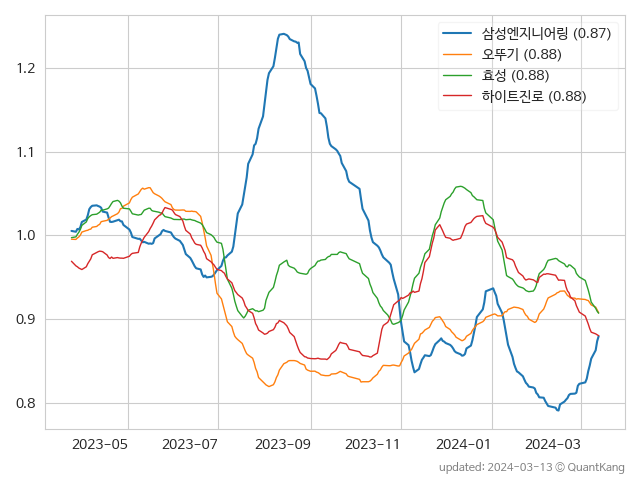 삼성엔지니어링 (0.87)
오뚜기 (0.88)
효성 (0.88)
하이트진로 (0.88)
1.2
1.1
1.0
0.9
0.8
2023-05 2023-07 2023-09 2023-11 2024-01 2024-03
updated: 2024-03-13 © QuantKang